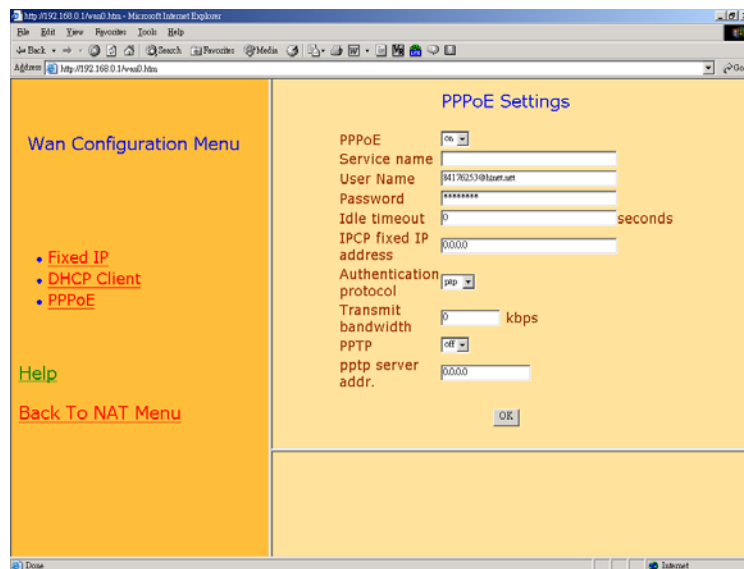 http://192.168.0.1/wan0.htm - Microsoft Internet Explorer
File Edit View Favorites Tools Help
Back Search Favorites Media
Address http://192.168.0.1/wan0.htm Go
Wan Configuration Menu
Fixed IP
DHCP Client
PPPoE
Help
Back To NAT Menu
PPPoE Settings
PPPoE on
Service name
User Name 84176253@hinet.net
Password ********
Idle timeout 0 seconds
IPCP fixed IP
address 0.0.0.0
Authentication
protocol pap
Transmit
bandwidth 0 kbps
PPTP off
pptp server
addr. 0.0.0.0
OK
Done Internet